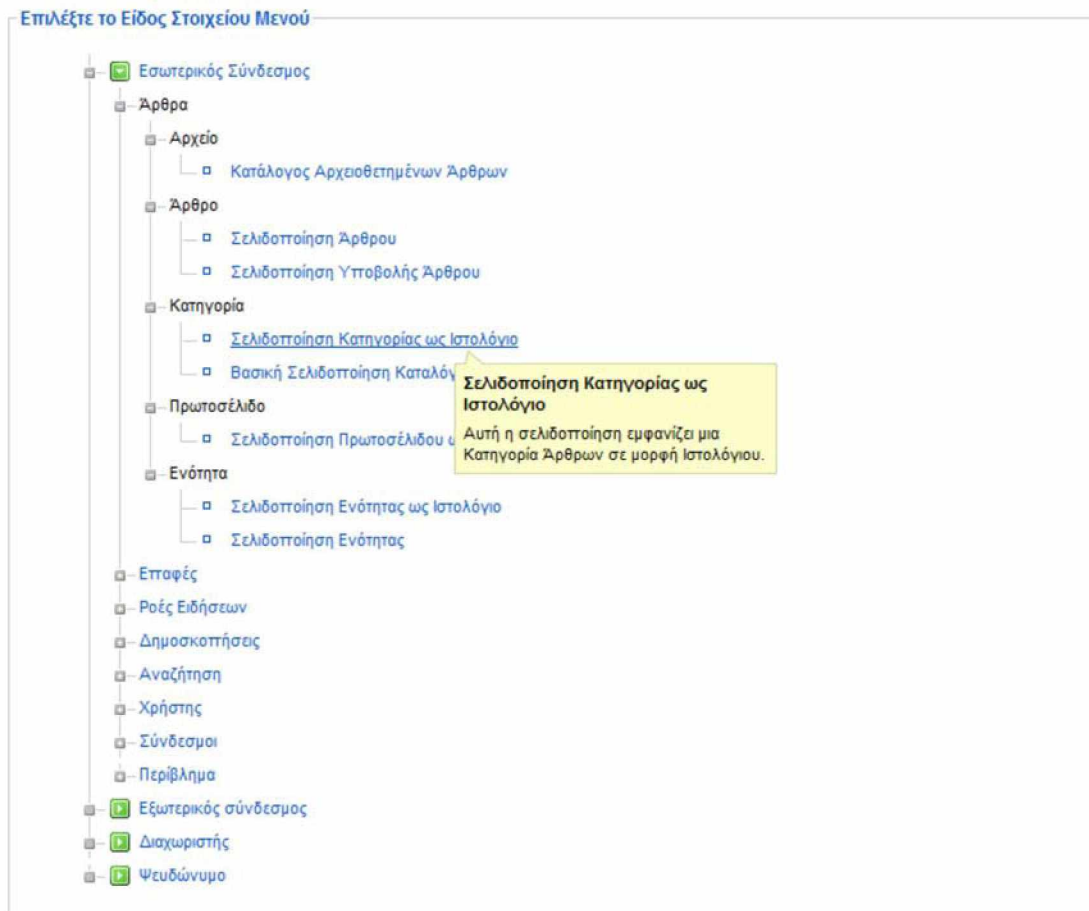 Επιλέξτε το Είδος Στοιχείου Μενού
Εσωτερικός Σύνδεσμος
Άρθρα
Αρχείο
Κατάλογος Αρχειοθετημένων Άρθρων
Άρθρο
Σελιδοποίηση Άρθρου
Σελιδοποίηση Υποβολής Άρθρου
Κατηγορία
Σελιδοποίηση Κατηγορίας ως Ιστολόγιο
Βασική Σελιδοποίηση
Σελιδοποίηση Κατηγορίας ως
Ιστολόγιο
Αυτή η σελιδοποίηση εμφανίζει μια
Κατηγορία Άρθρων σε μορφή Ιστολόγιου.
Πρωτοσέλιδο
Σελιδοποίηση Πρωτοσέλιδου
Ενότητα
Σελιδοποίηση Ενότητας ως Ιστολόγιο
Σελιδοποίηση Ενότητας
Επαφές
Ροές Ειδήσεων
Δημοσκοπήσεις
Αναζήτηση
Χρήστης
Σύνδεσμοι
Περίβλημα
Εξωτερικός σύνδεσμος
Διαχωριστής
Ψευδώνυμο